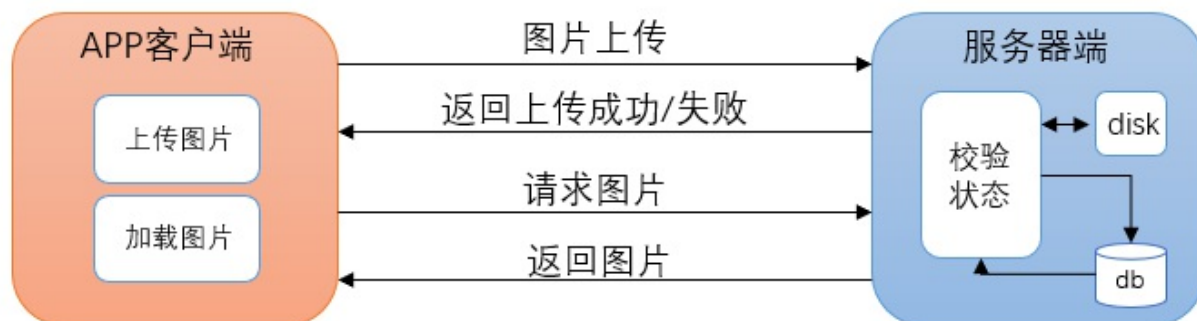 APP客户端
上传图片
加载图片
图片上传
返回上传成功/失败
请求图片
返回图片
服务器端
校验
状态
disk
db